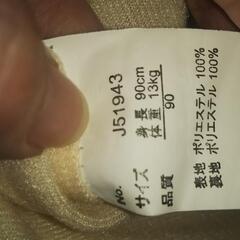 No. J51943
サイズ 身長 90cm
体重 13kg
90
品質 表地 ポリエステル 100%
裏地 ポリエステル 100%